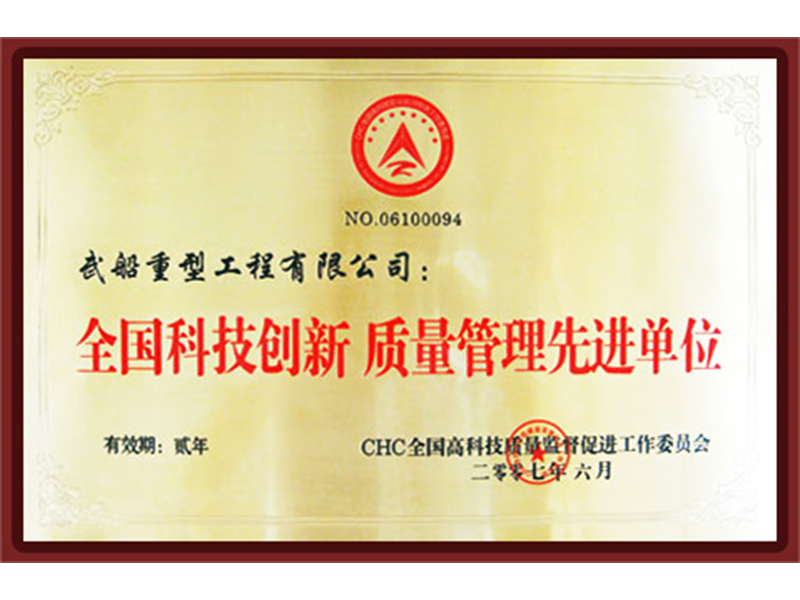 NO.06100094
武船重型工程有限公司：
全国科技创新 质量管理先进单位
有效期：贰年
CHC全国高科技质量监督促进工作委员会
二零零七年六月